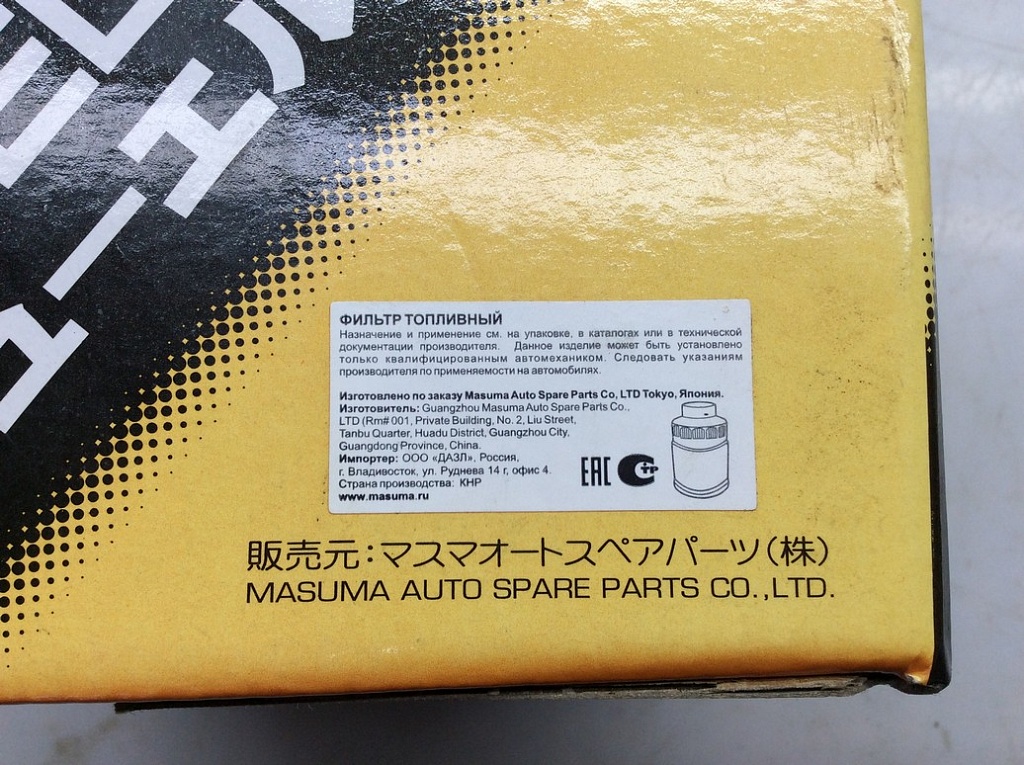 ФИЛЬТР ТОПЛИВНЫЙ
Назначение и применение см. на упаковке, в каталогах или в технической
документации производителя. Данное изделие может быть установлено
только квалифицированным автомехаником. Следовать указаниям
производителя по применяемости на автомобилях.
Изготовлено по заказу Masuma Auto Spare Parts Co, LTD Tokyo, Япония.
Изготовитель: Guangzhou Masuma Auto Spare Parts Co.,
LTD (Rm# 001, Private Building, No. 2, Liu Street,
Tanbu Quarter, Huadu District, Guangzhou City,
Guangdong Province, China.
Импортер: ООО «ДАЗЛ», Россия,
г. Владивосток, ул. Руднева 14 г, офис 4.
Страна производства: КНР
www.masuma.ru
EAC
販売元:マスマオートスペアパーツ(株)
MASUMA AUTO SPARE PARTS CO.,LTD.